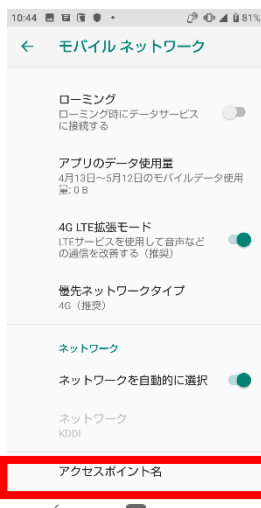 10:44
81%
モバイル ネットワーク
ローミング
ローミング時にデータサービス
に接続する
アプリのデータ使用量
4月13日～5月12日のモバイルデータ使用
量: 0 B
4G LTE拡張モード
LTEサービスを使用して音声など
の通信を改善する（推奨）
優先ネットワークタイプ
4G（推奨）
ネットワーク
ネットワークを自動的に選択
ネットワーク
KDDI
アクセスポイント名